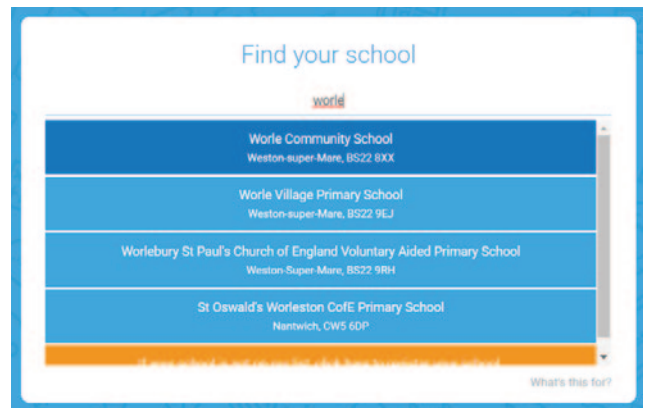 Find your school
worle
Worle Community School
Weston-super-Mare, BS22 8XX
Worle Village Primary School
Weston-super-Mare, BS22 9EJ
Worlebury St Paul's Church of England Voluntary Aided Primary School
Weston-Super-Mare, BS22 9RH
St Oswald's Worleston CofE Primary School
Nantwich, CW5 6DP
What's this for?